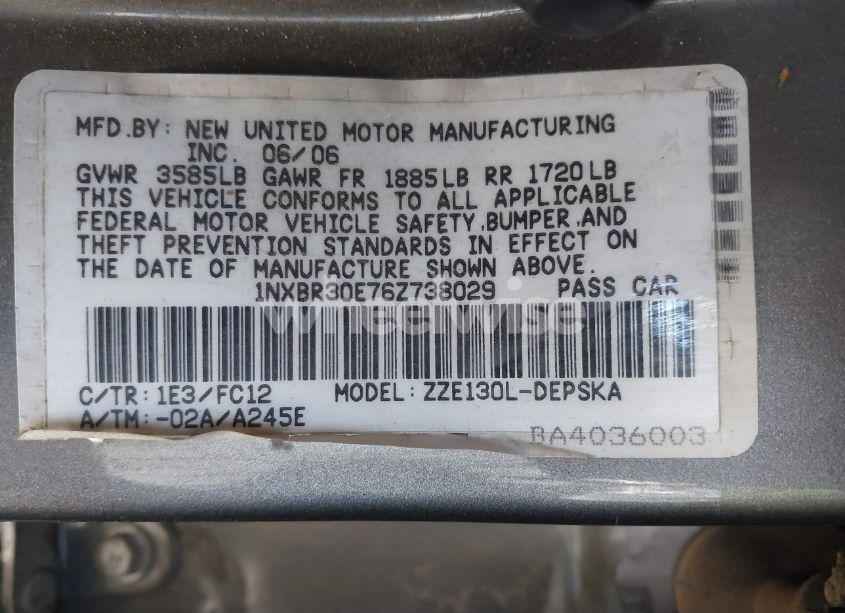 MFD.BY: NEW UNITED MOTOR MANUFACTURING
INC. 06/06
GVWR 3585LB GAWR FR 1885LB RR 1720LB
THIS VEHICLE CONFORMS TO ALL APPLICABLE
FEDERAL MOTOR VEHICLE SAFETY,BUMPER,AND
THEFT PREVENTION STANDARDS IN EFFECT ON
THE DATE OF MANUFACTURE SHOWN ABOVE.
1NXBR30E76Z738029 PASS CAR
wheelwise
C/TR: 1E3/FC12 MODEL: ZZE130L-DEPSKA
A/TM:-02A/A245E
BA4036003